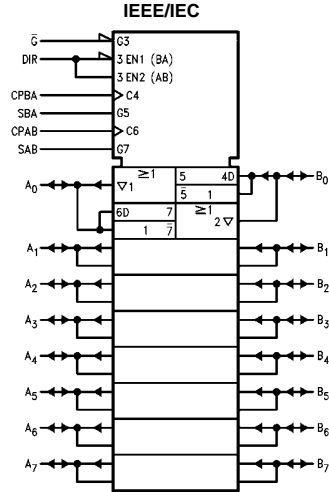 IEEE/IEC
G̅ G3
DIR 3 EN1 (BA)
3 EN2 (AB)
CPBA C4
SBA G5
CPAB C6
SAB G7
A₀ ▽1 ≥1 5 4D B₀
5̅ 1
6D 7 ≥1
1 7̅ 2▽
A₁ B₁
A₂ B₂
A₃ B₃
A₄ B₄
A₅ B₅
A₆ B₆
A₇ B₇